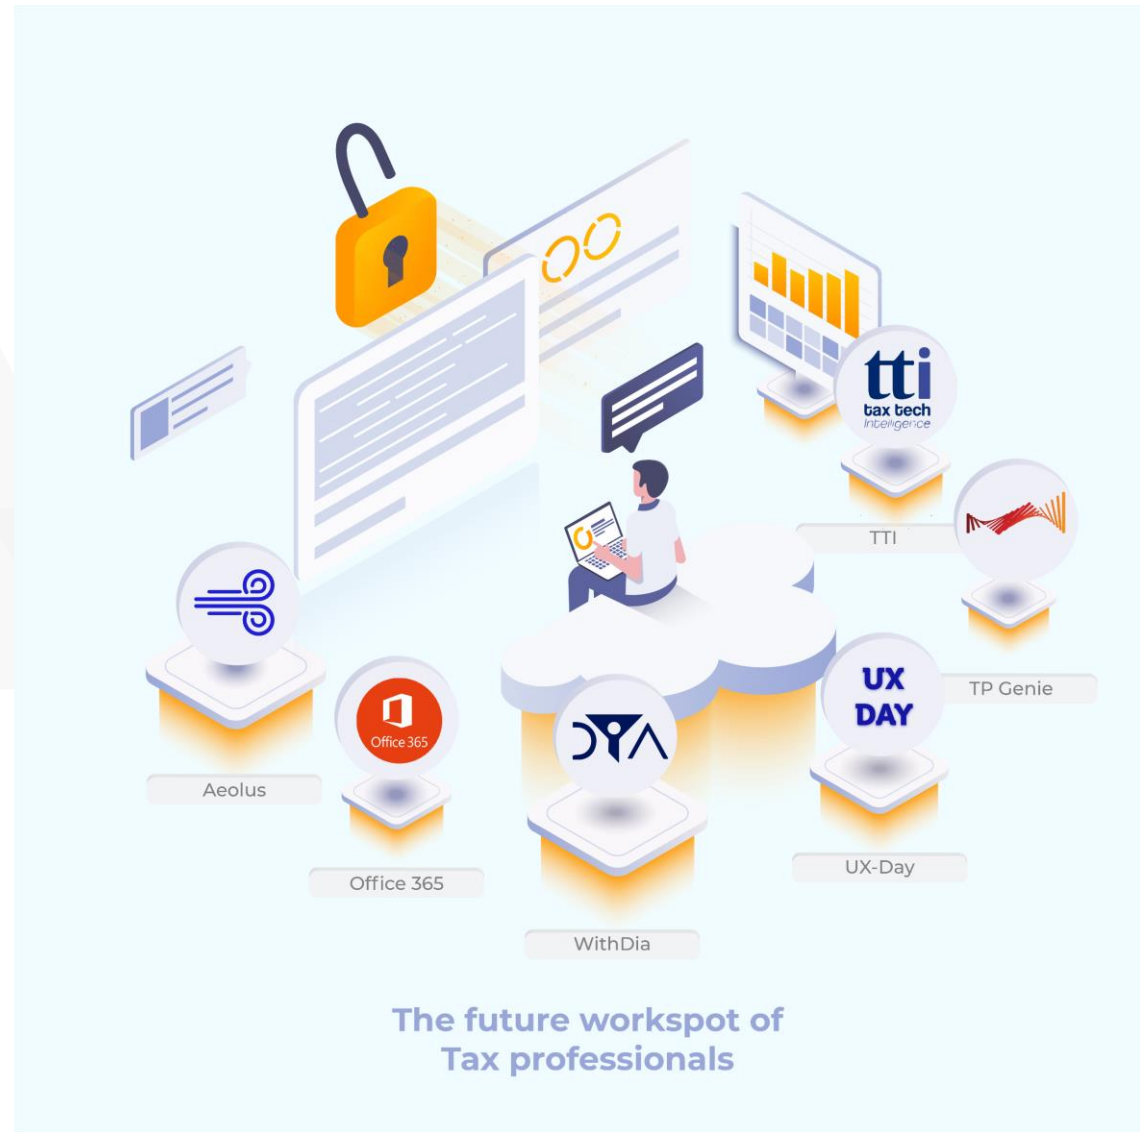 tti
tax tech
Intelligence
TTI
TP Genie
UX
DAY
UX-Day
Office 365
Aeolus
Office 365
DYA
WithDia
The future workspot of
Tax professionals